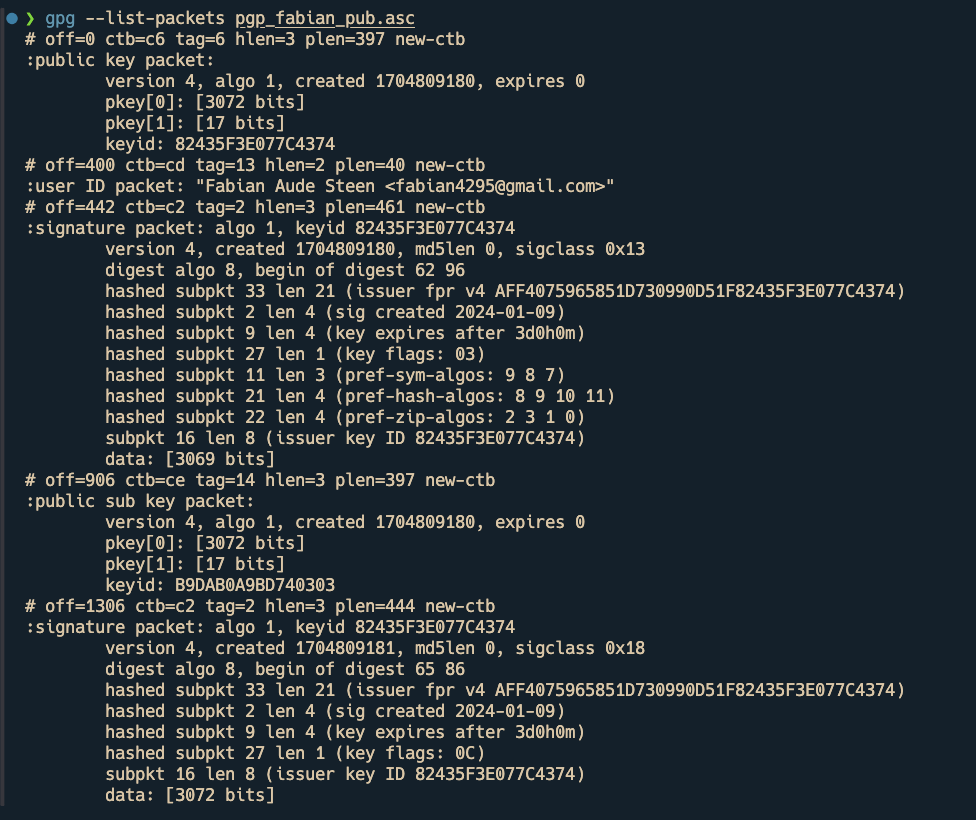 ❯ gpg --list-packets pgp_fabian_pub.asc
# off=0 ctb=c6 tag=6 hlen=3 plen=397 new-ctb
:public key packet:
version 4, algo 1, created 1704809180, expires 0
pkey[0]: [3072 bits]
pkey[1]: [17 bits]
keyid: 82435F3E077C4374
# off=400 ctb=cd tag=13 hlen=2 plen=40 new-ctb
:user ID packet: "Fabian Aude Steen <fabian4295@gmail.com>"
# off=442 ctb=c2 tag=2 hlen=3 plen=461 new-ctb
:signature packet: algo 1, keyid 82435F3E077C4374
version 4, created 1704809180, md5len 0, sigclass 0x13
digest algo 8, begin of digest 62 96
hashed subpkt 33 len 21 (issuer fpr v4 AFF4075965851D730990D51F82435F3E077C4374)
hashed subpkt 2 len 4 (sig created 2024-01-09)
hashed subpkt 9 len 4 (key expires after 3d0h0m)
hashed subpkt 27 len 1 (key flags: 03)
hashed subpkt 11 len 3 (pref-sym-algos: 9 8 7)
hashed subpkt 21 len 4 (pref-hash-algos: 8 9 10 11)
hashed subpkt 22 len 4 (pref-zip-algos: 2 3 1 0)
subpkt 16 len 8 (issuer key ID 82435F3E077C4374)
data: [3069 bits]
# off=906 ctb=ce tag=14 hlen=3 plen=397 new-ctb
:public sub key packet:
version 4, algo 1, created 1704809180, expires 0
pkey[0]: [3072 bits]
pkey[1]: [17 bits]
keyid: B9DAB0A9BD740303
# off=1306 ctb=c2 tag=2 hlen=3 plen=444 new-ctb
:signature packet: algo 1, keyid 82435F3E077C4374
version 4, created 1704809181, md5len 0, sigclass 0x18
digest algo 8, begin of digest 65 86
hashed subpkt 33 len 21 (issuer fpr v4 AFF4075965851D730990D51F82435F3E077C4374)
hashed subpkt 2 len 4 (sig created 2024-01-09)
hashed subpkt 9 len 4 (key expires after 3d0h0m)
hashed subpkt 27 len 1 (key flags: 0C)
subpkt 16 len 8 (issuer key ID 82435F3E077C4374)
data: [3072 bits]